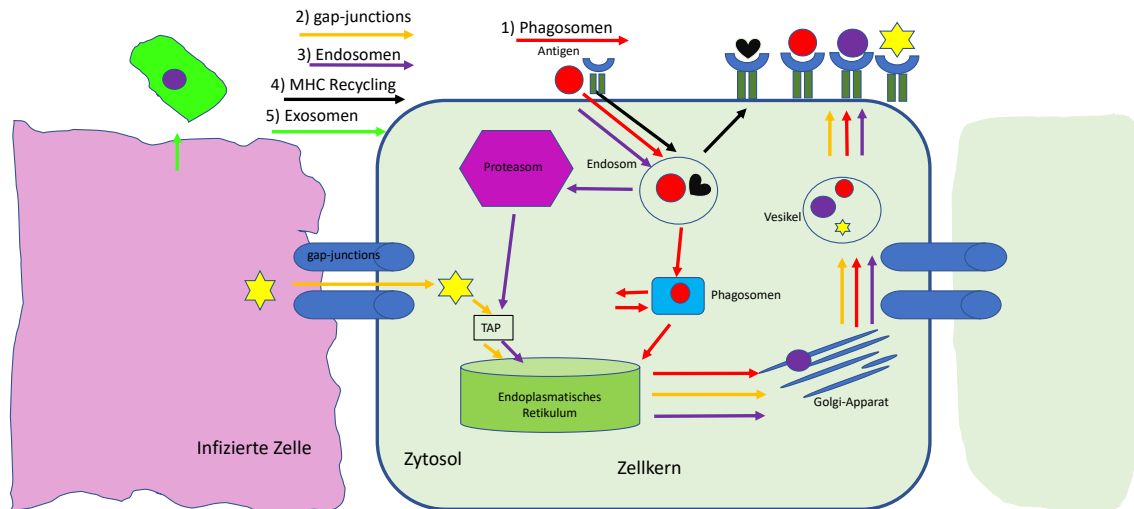 2) gap-junctions
3) Endosomen
4) MHC Recycling
5) Exosomen
1) Phagosomen
Antigen
Proteasom
Endosom
Vesikel
gap-junctions
Phagosomen
TAP
Endoplasmatisches
Retikulum
Golgi-Apparat
Infizierte Zelle
Zytosol
Zellkern